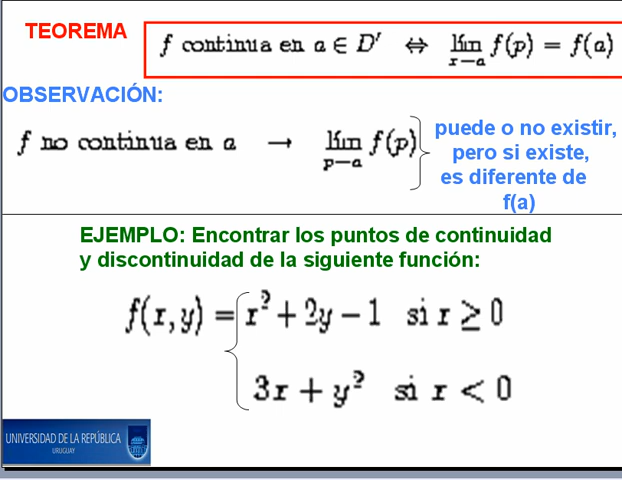 TEOREMA
f continua en a ∈ D' ⇔ lím f(p) = f(a)
x→a
OBSERVACIÓN:
f no continua en a → lím f(p)
p→a
puede o no existir,
pero si existe,
es diferente de
f(a)
EJEMPLO: Encontrar los puntos de continuidad
y discontinuidad de la siguiente función:
f(x, y) = x² + 2y − 1 si x ≥ 0
3x + y² si x < 0
UNIVERSIDAD DE LA REPÚBLICA
URUGUAY